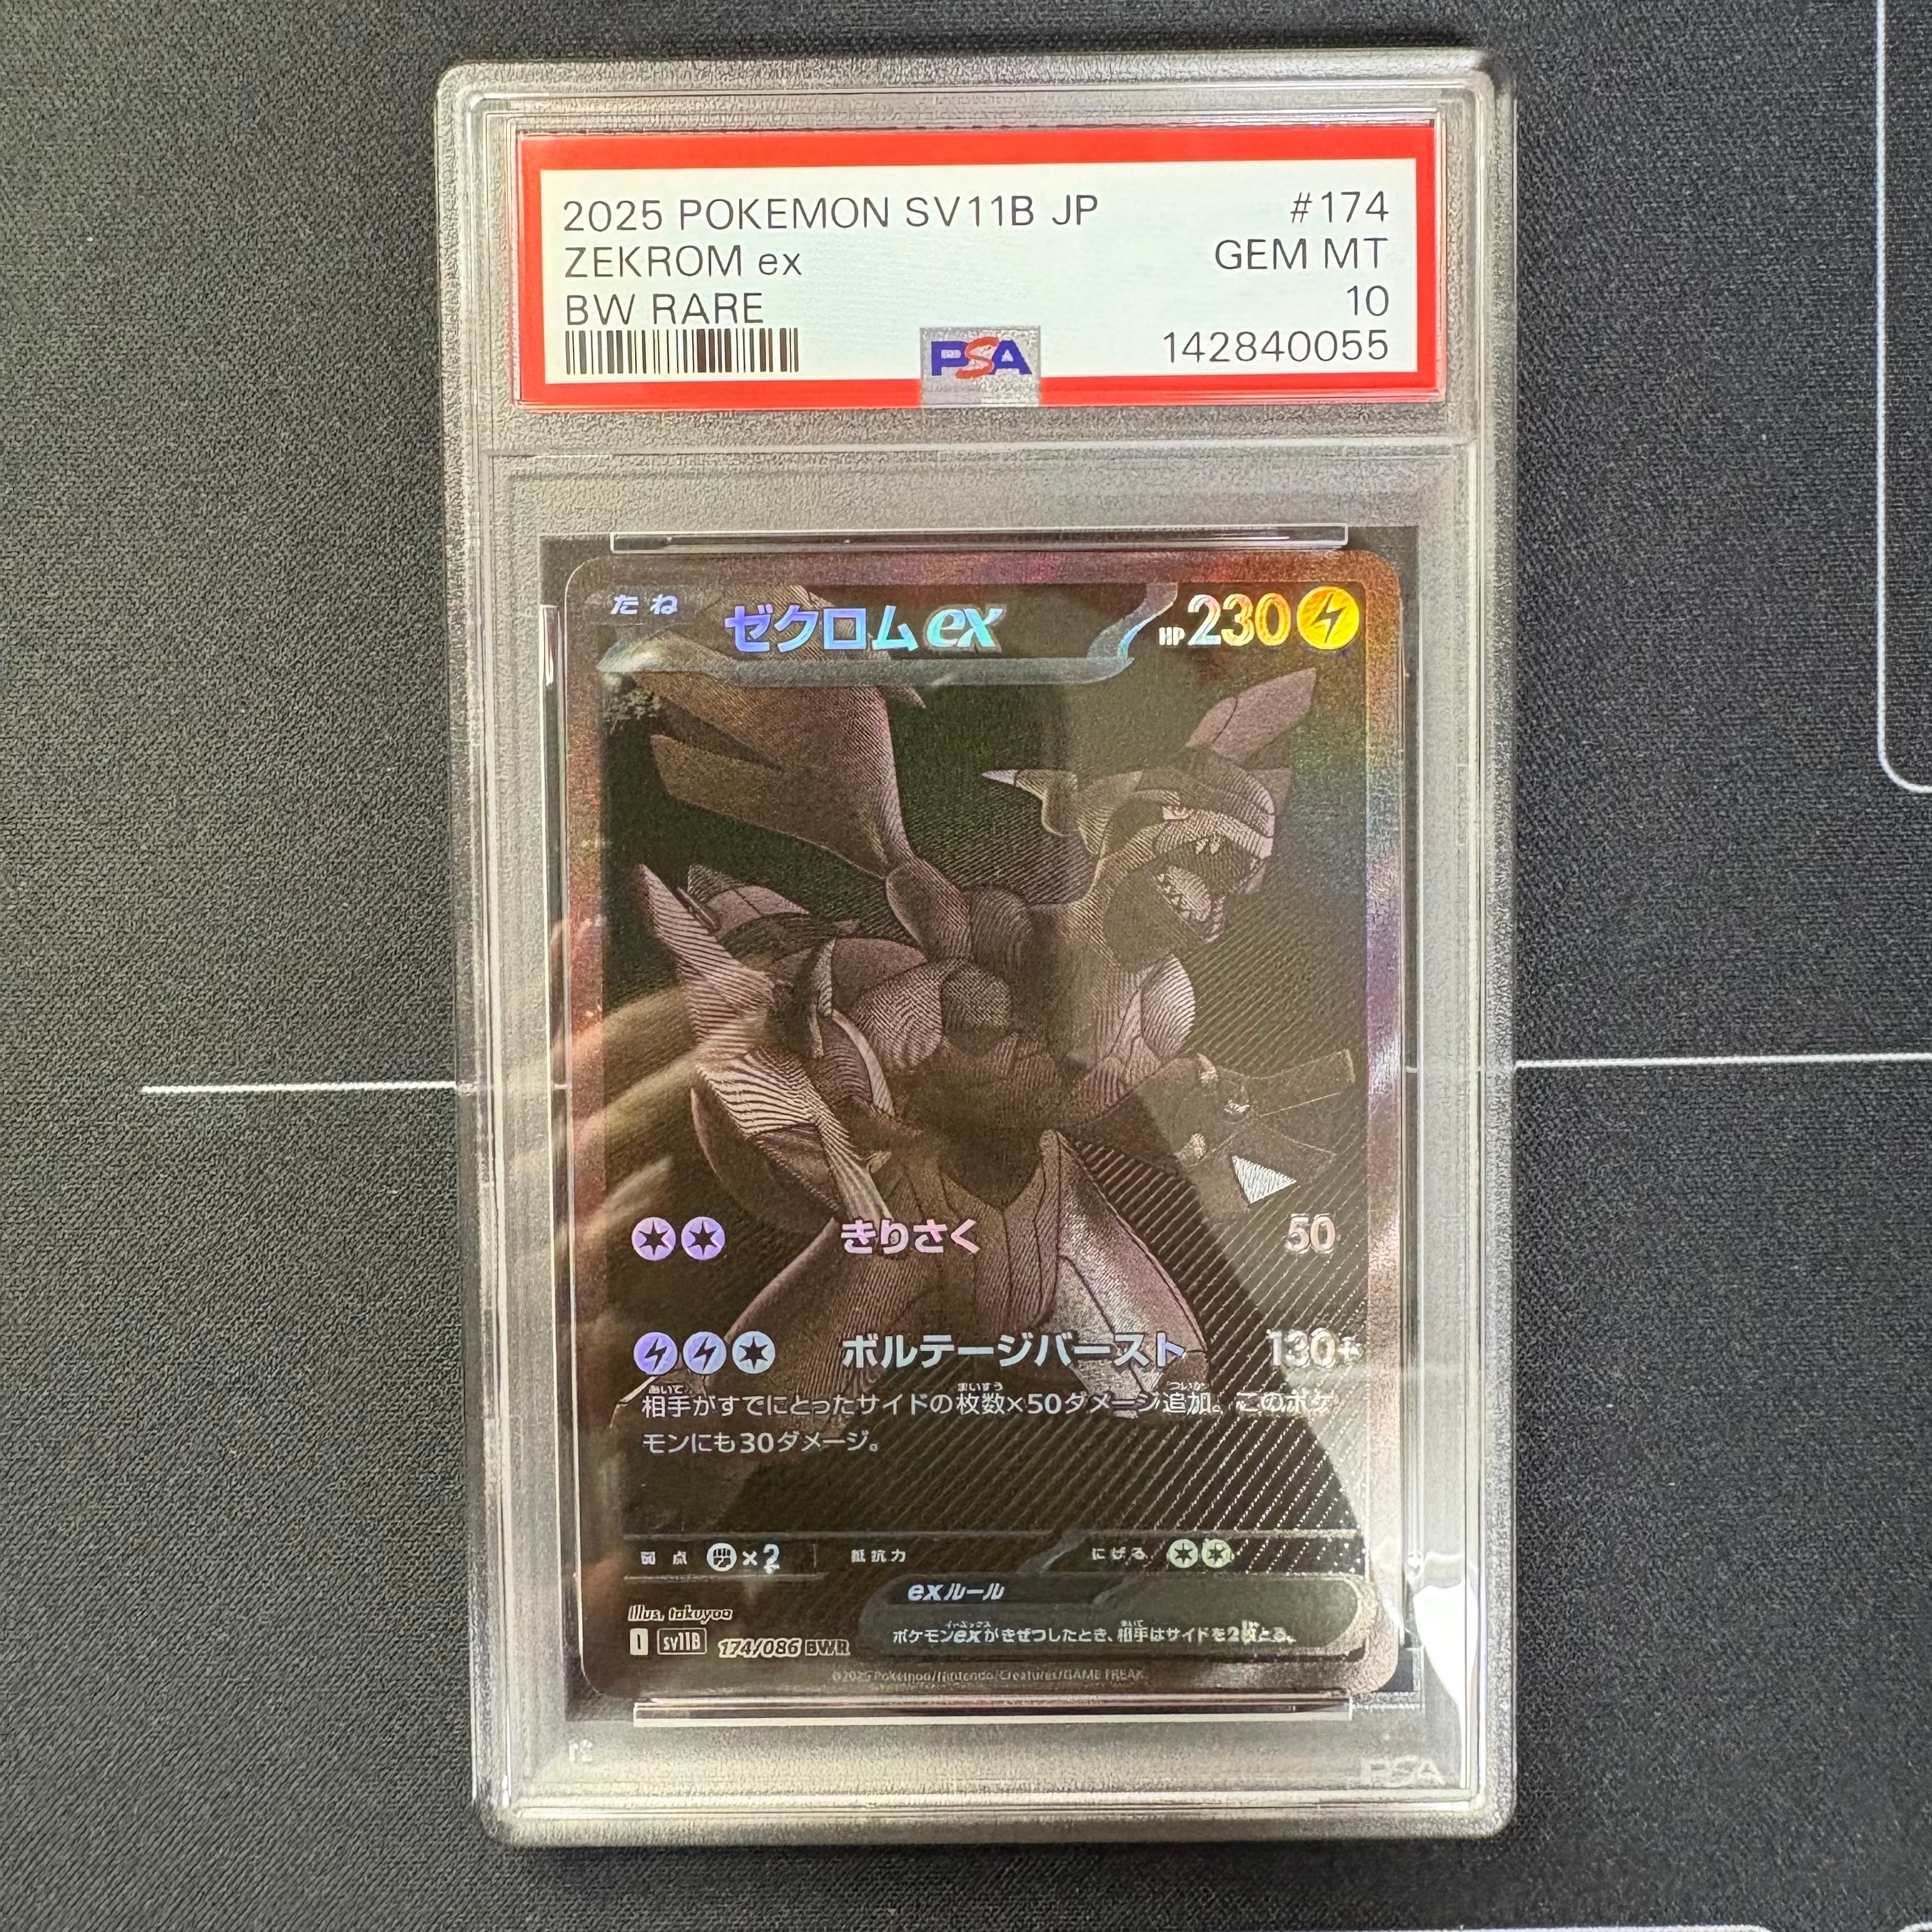 2025 POKEMON SV11B JP #174
ZEKROM ex GEM MT
BW RARE 10
PSA 142840055
たね ゼクロムex HP 230
きりさく 50
ボルテージバースト 130+
相手がすでにとったサイドの枚数×50ダメージ追加。このポケ
モンにも30ダメージ。
弱点 ×2 抵抗力 にげる
exルール
Illus. takuyoa
ポケモンexがきぜつしたとき、相手はサイドを2枚とる。
I sv11B 174/086 BWR
©2025 Pokémon/Nintendo/Creatures/GAME FREAK.
PSA